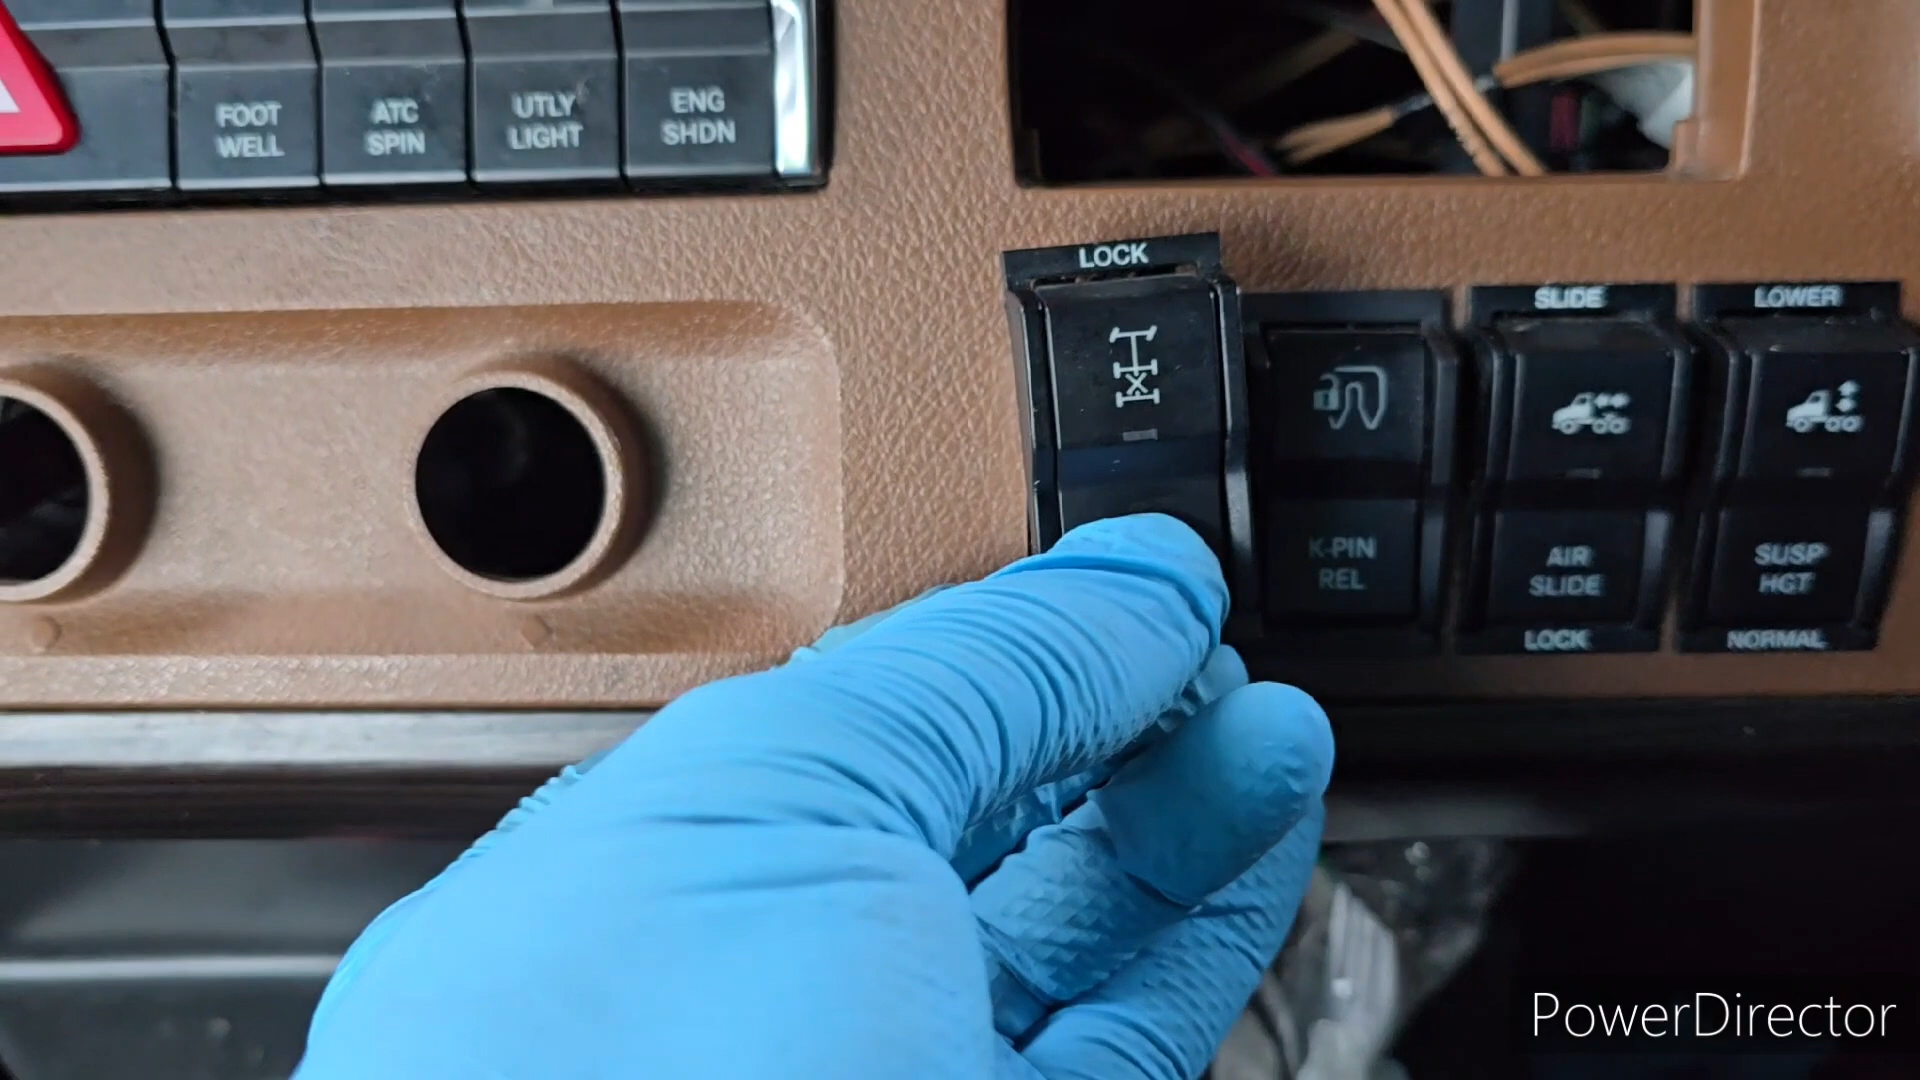 FOOT
WELL
ATC
SPIN
UTLY
LIGHT
ENG
SHDN
LOCK
K-PIN
REL
SLIDE
AIR
SLIDE
LOCK
LOWER
SUSP
HGT
NORMAL
PowerDirector